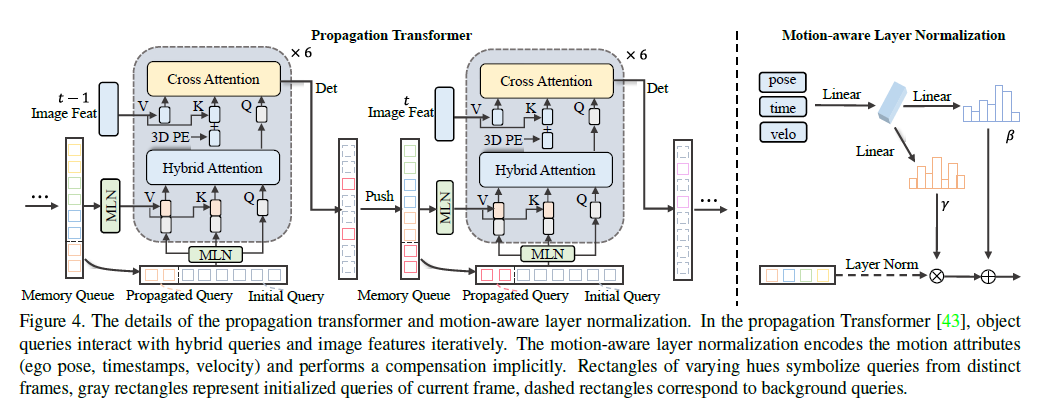 Propagation Transformer
Motion-aware Layer Normalization
× 6
× 6
Cross Attention
Cross Attention
Det
Det
t − 1
Image Feat
V
K
Q
t
Image Feat
V
K
Q
3D PE
3D PE
Hybrid Attention
Hybrid Attention
...
MLN
V
K
Q
Push
MLN
V
K
Q
...
MLN
MLN
Memory Queue
Propagated Query
Initial Query
Memory Queue
Propagated Query
Initial Query
pose
time
velo
Linear
Linear
β
Linear
γ
Layer Norm
Figure 4. The details of the propagation transformer and motion-aware layer normalization. In the propagation Transformer [43], object
queries interact with hybrid queries and image features iteratively. The motion-aware layer normalization encodes the motion attributes
(ego pose, timestamps, velocity) and performs a compensation implicitly. Rectangles of varying hues symbolize queries from distinct
frames, gray rectangles represent initialized queries of current frame, dashed rectangles correspond to background queries.